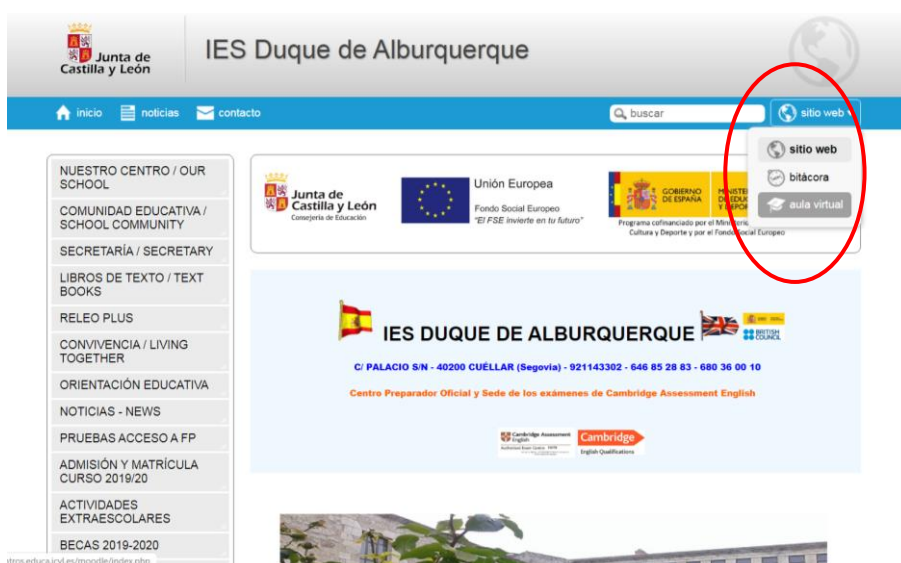 Junta de
Castilla y León
IES Duque de Alburquerque
inicio noticias contacto
buscar
sitio web
sitio web
bitácora
aula virtual
NUESTRO CENTRO / OUR
SCHOOL
COMUNIDAD EDUCATIVA /
SCHOOL COMMUNITY
SECRETARÍA / SECRETARY
LIBROS DE TEXTO / TEXT
BOOKS
RELEO PLUS
CONVIVENCIA / LIVING
TOGETHER
ORIENTACIÓN EDUCATIVA
NOTICIAS - NEWS
PRUEBAS ACCESO A FP
ADMISIÓN Y MATRÍCULA
CURSO 2019/20
ACTIVIDADES
EXTRAESCOLARES
BECAS 2019-2020
Junta de
Castilla y León
Consejería de Educación
Unión Europea
Fondo Social Europeo
"El FSE invierte en tu futuro"
GOBIERNO
DE ESPAÑA
Programa cofinanciado por el
Cultura y Deporte y por el Fondo Social Europeo
IES DUQUE DE ALBURQUERQUE
BRITISH
COUNCIL
C/ PALACIO S/N - 40200 CUÉLLAR (Segovia) - 921143302 - 646 85 28 83 - 680 36 00 10
Centro Preparador Oficial y Sede de los exámenes de Cambridge Assessment English
Cambridge Assessment
English
Cambridge
English Qualifications